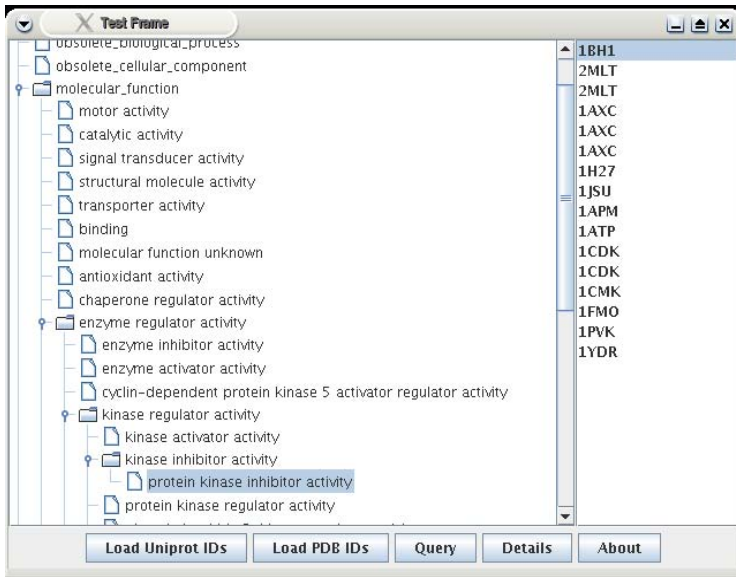 Test Frame
obsolete_biological_process
obsolete_cellular_component
molecular_function
motor activity
catalytic activity
signal transducer activity
structural molecule activity
transporter activity
binding
molecular function unknown
antioxidant activity
chaperone regulator activity
enzyme regulator activity
enzyme inhibitor activity
enzyme activator activity
cyclin-dependent protein kinase 5 activator regulator activity
kinase regulator activity
kinase activator activity
kinase inhibitor activity
protein kinase inhibitor activity
protein kinase regulator activity
1BH1
2MLT
2MLT
1AXC
1AXC
1AXC
1H27
1JSU
1APM
1ATP
1CDK
1CDK
1CMK
1FMO
1PVK
1YDR
Load Uniprot IDs
Load PDB IDs
Query
Details
About